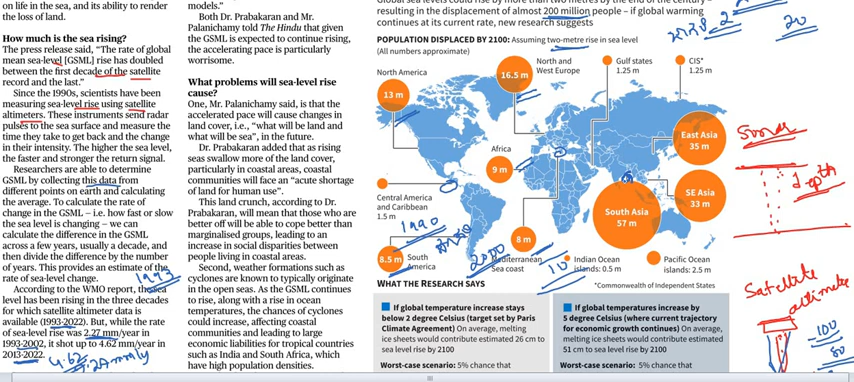 on life in the sea, and its ability to render
the loss of land.
How much is the sea rising?
The press release said, "The rate of global
mean sea-level [GSML] rise has doubled
between the first decade of the satellite
record and the last."
Since the 1990s, scientists have been
measuring sea-level rise using satellite
altimeters. These instruments send radar
pulses to the sea surface and measure the
time they take to get back and the change
in their intensity. The higher the sea level,
the faster and stronger the return signal.
Researchers are able to determine
GSML by collecting this data from
different points on earth and calculating
the average. To calculate the rate of
change in the GSML – i.e. how fast or slow
the sea level is changing – we can
calculate the difference in the GSML
across a few years, usually a decade, and
then divide the difference by the number
of years. This provides an estimate of the
rate of sea-level change.
1993
According to the WMO report, the sea
level has been rising in the three decades
for which satellite altimeter data is
available (1993-2022). But, while the rate
of sea-level rise was 2.27 mm/year in
1993-2002, it shot up to 4.62 mm/year in
2013-2022.
4.62
models."
Both Dr. Prabakaran and Mr.
Palanichamy told The Hindu that given
the GSML is expected to continue rising,
the accelerating pace is particularly
worrisome.
What problems will sea-level rise
cause?
One, Mr. Palanichamy said, is that the
accelerated pace will cause changes in
land cover, i.e., "what will be land and
what will be sea", in the future.
Dr. Prabakaran added that as rising
seas swallow more of the land cover,
particularly in coastal areas, coastal
communities will face an "acute shortage
of land for human use".
This land crunch, according to Dr.
Prabakaran, will mean that those who are
better off will be able to cope better than
marginalised groups, leading to an
increase in social disparities between
people living in coastal areas.
Second, weather formations such as
cyclones are known to typically originate
in the open seas. As the GSML continues
to rise, along with a rise in ocean
temperatures, the chances of cyclones
could increase, affecting coastal
communities and leading to large
economic liabilities for tropical countries
such as India and South Africa, which
have high population densities.
Global sea levels could rise by more than two metres by the end of the century –
resulting in the displacement of almost 200 million people – if global warming
continues at its current rate, new research suggests
2
20
POPULATION DISPLACED BY 2100: Assuming two-metre rise in sea level
(All numbers approximate)
North America
13 m
16.5 m
North and
West Europe
Gulf states
1.25 m
CIS*
1.25 m
East Asia
35 m
Africa
9 m
SE Asia
33 m
South Asia
57 m
Central America
and Caribbean
1.5 m
8.5 m
South
America
8 m
Mediterranean
Sea coast
Indian Ocean
islands: 0.5 m
Pacific Ocean
islands: 2.5 m
1990
2000
10
*Commonwealth of Independent States
WHAT THE RESEARCH SAYS
If global temperature increase stays
below 2 degree Celsius (target set by Paris
Climate Agreement) On average, melting
ice sheets would contribute estimated 26 cm to
sea level rise by 2100
Worst-case scenario: 5% chance that
If global temperatures increase by
5 degree Celsius (where current trajectory
for economic growth continues) On average,
melting ice sheets would contribute estimated
51 cm to sea level rise by 2100
Worst-case scenario: 5% chance that
Sonar
depth
Satellite
altimete
100
80